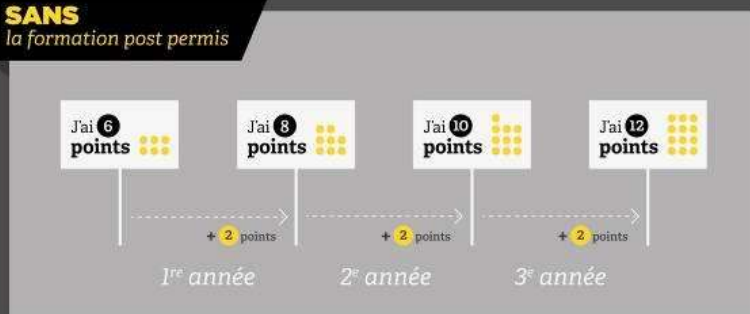 SANS
la formation post permis
J'ai 6 points
J'ai 8 points
J'ai 10 points
J'ai 12 points
+ 2 points
+ 2 points
+ 2 points
1re année
2e année
3e année